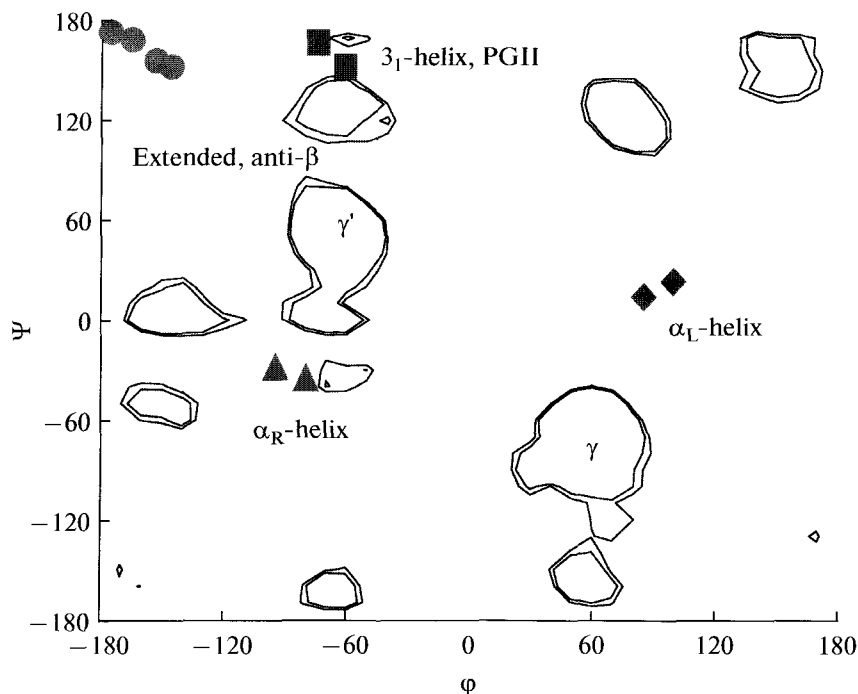 180
3₁-helix, PGII
120
Extended, anti-β
60
γ'
Ψ
0
α_L-helix
α_R-helix
−60
γ
−120
−180
−180 −120 −60 0 60 120 180
φ